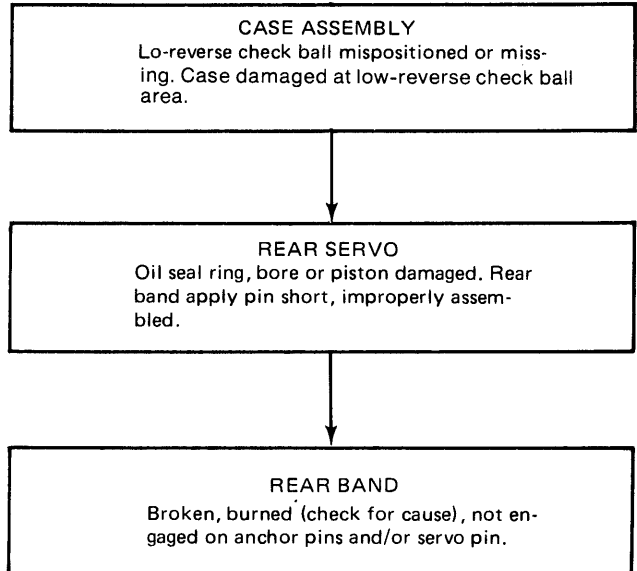 CASE ASSEMBLY
Lo-reverse check ball mispositioned or miss-
ing. Case damaged at low-reverse check ball
area.
REAR SERVO
Oil seal ring, bore or piston damaged. Rear
band apply pin short, improperly assem-
bled.
REAR BAND
Broken, burned (check for cause), not en-
gaged on anchor pins and/or servo pin.